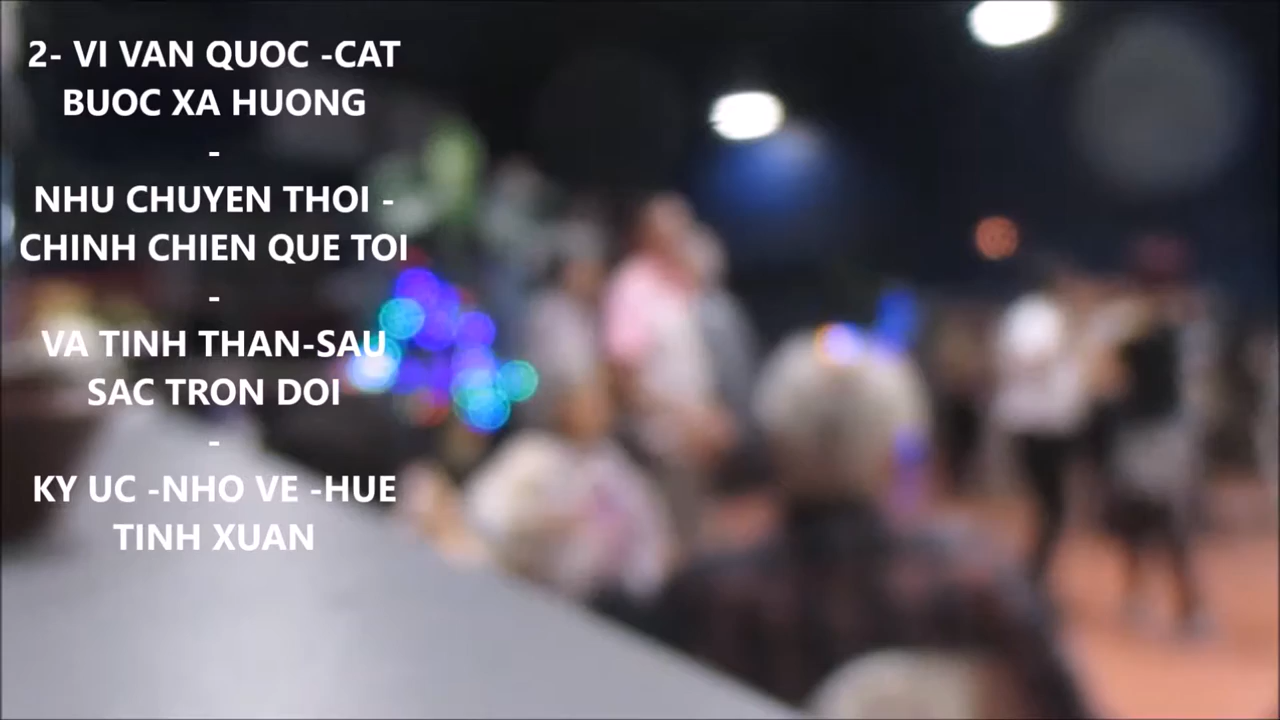 2- VI VAN QUOC -CAT
BUOC XA HUONG
-
NHU CHUYEN THOI -
CHINH CHIEN QUE TOI
-
VA TINH THAN-SAU
SAC TRON DOI
-
KY UC -NHO VE -HUE
TINH XUAN